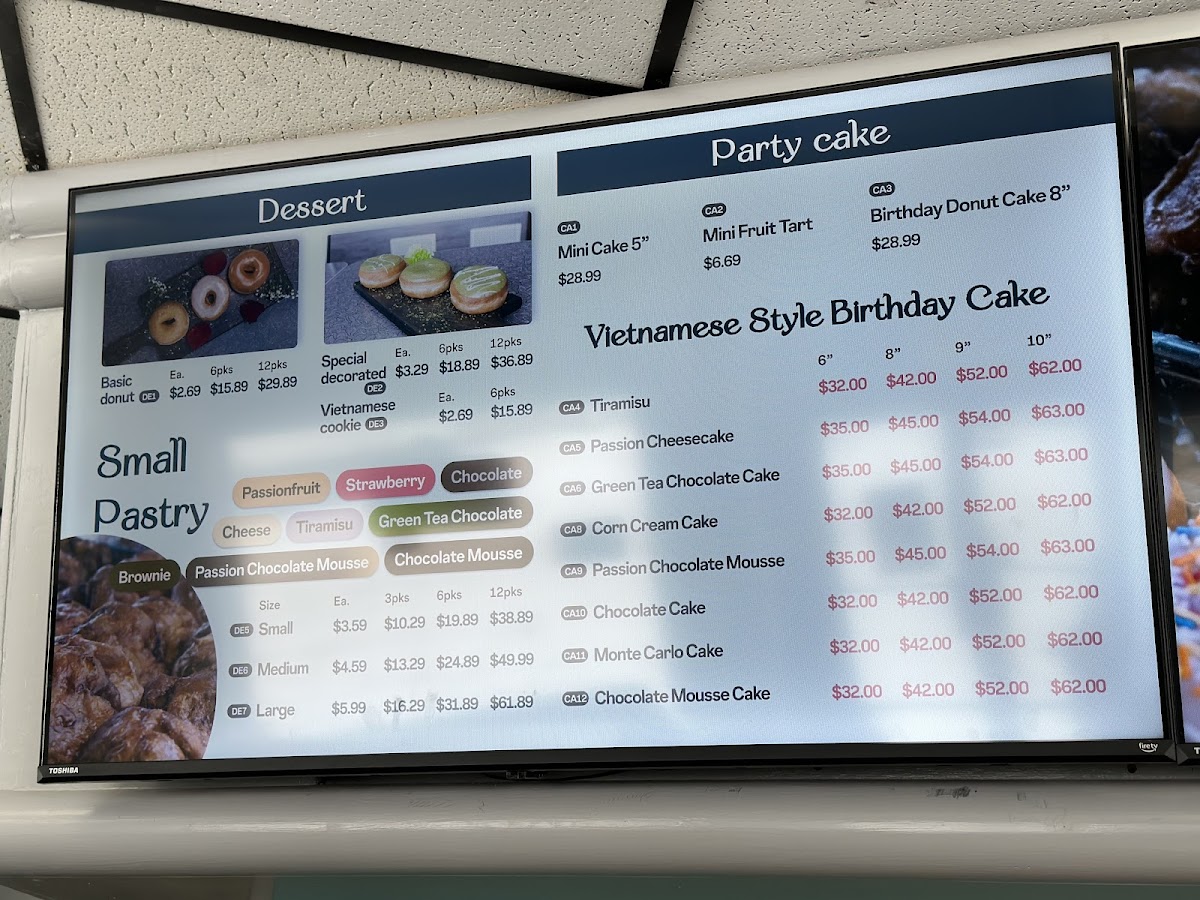 Dessert
Basic donut DE1
Ea. 6pks 12pks
$2.69 $15.89 $29.89
Special decorated DE2
Ea. 6pks 12pks
$3.29 $18.89 $36.89
Vietnamese cookie DE3
Ea. 6pks
$2.69 $15.89
Small
Pastry
Passionfruit Strawberry Chocolate
Cheese Tiramisu Green Tea Chocolate
Brownie Passion Chocolate Mousse Chocolate Mousse
Size Ea. 3pks 6pks 12pks
DE5 Small $3.59 $10.29 $19.89 $38.89
DE6 Medium $4.59 $13.29 $24.89 $49.99
DE7 Large $5.99 $16.29 $31.89 $61.89
Party cake
CA1
Mini Cake 5”
$28.99
CA2
Mini Fruit Tart
$6.69
CA3
Birthday Donut Cake 8”
$28.99
Vietnamese Style Birthday Cake
6” 8” 9” 10”
CA4 Tiramisu $32.00 $42.00 $52.00 $62.00
CA5 Passion Cheesecake $35.00 $45.00 $54.00 $63.00
CA6 Green Tea Chocolate Cake $35.00 $45.00 $54.00 $63.00
CA8 Corn Cream Cake $32.00 $42.00 $52.00 $62.00
CA9 Passion Chocolate Mousse $35.00 $45.00 $54.00 $63.00
CA10 Chocolate Cake $32.00 $42.00 $52.00 $62.00
CA11 Monte Carlo Cake $32.00 $42.00 $52.00 $62.00
CA12 Chocolate Mousse Cake $32.00 $42.00 $52.00 $62.00
TOSHIBA
fire tv